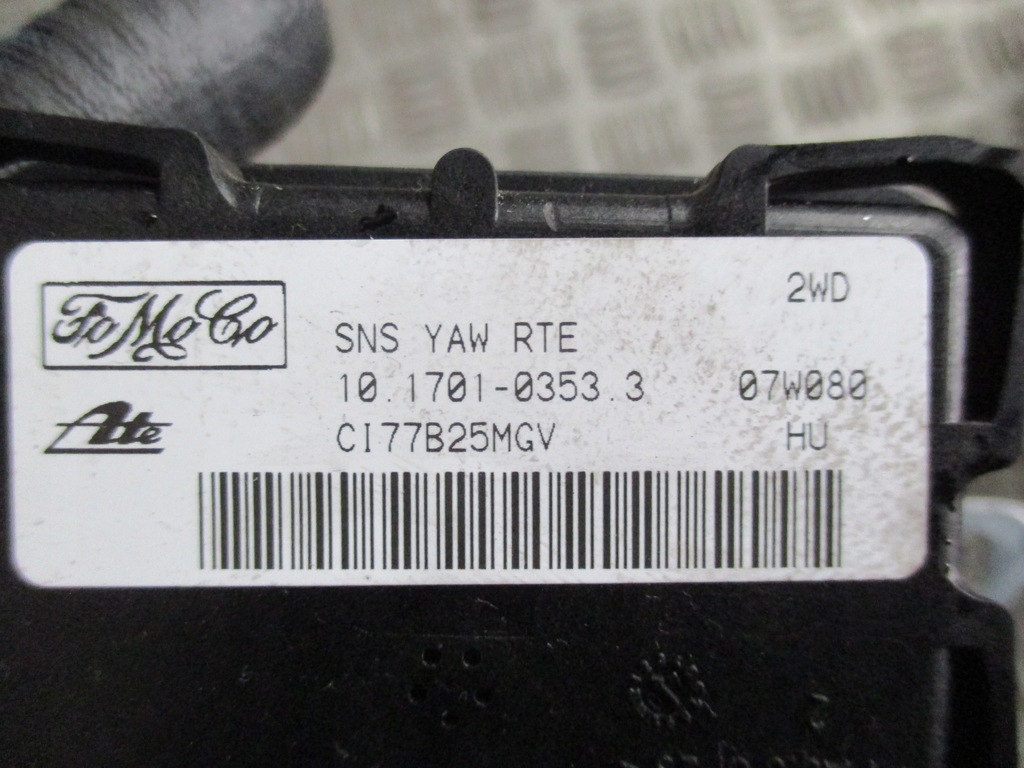 FoMoCo
2WD
SNS YAW RTE
10.1701-0353.3 07W080
Ate
CI77B25MGV HU